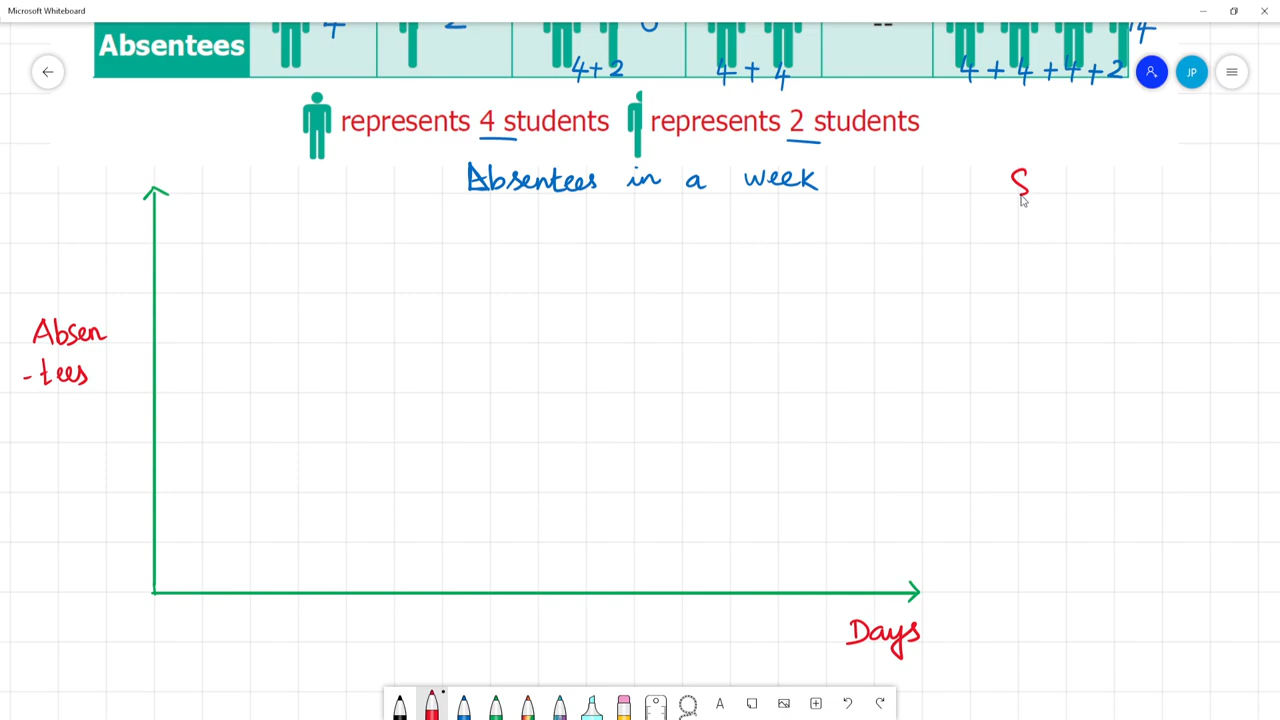 Microsoft Whiteboard
Absentees 4 2 6 -- 14
4+2 4 + 4 4 + 4 + 4 + 2
JP
represents 4 students represents 2 students
Absentees in a week
S
Absen
-tees
Days
A